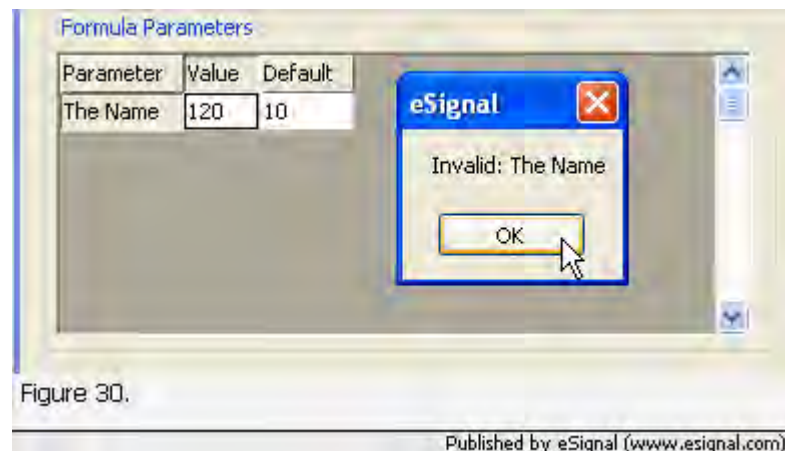 Formula Parameters
Parameter Value Default
The Name 120 10
eSignal
Invalid: The Name
OK
Figure 30.
Published by eSignal (www.esignal.com)